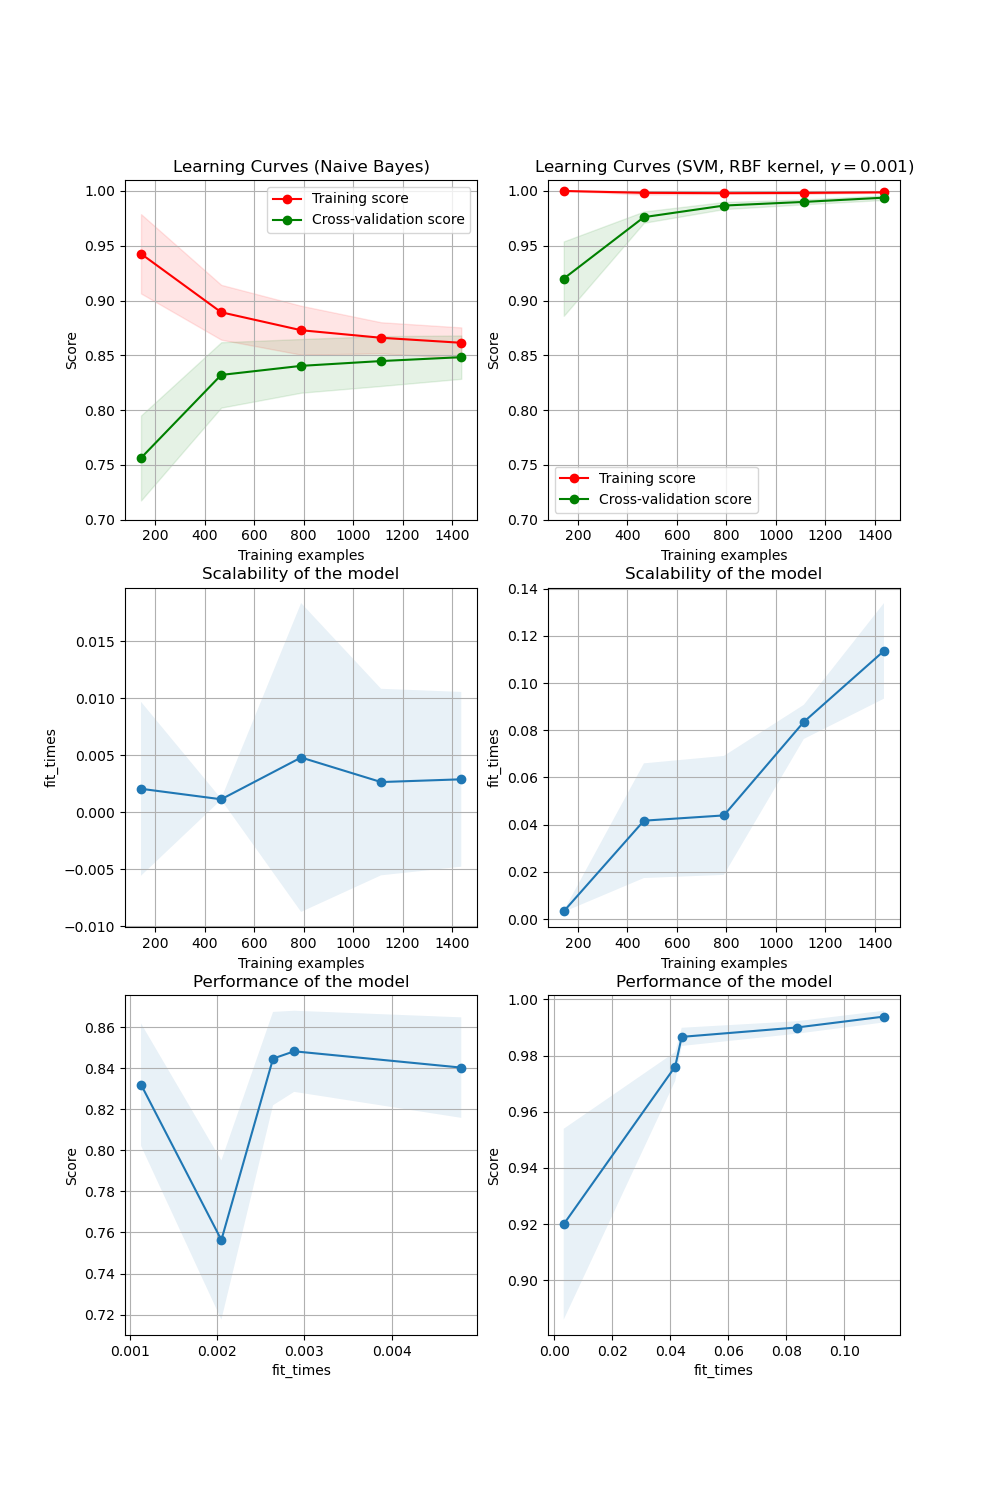 Learning Curves (Naive Bayes)
Score
1.00
0.95
0.90
0.85
0.80
0.75
0.70
Training score
Cross-validation score
200 400 600 800 1000 1200 1400
Training examples
Learning Curves (SVM, RBF kernel, γ = 0.001)
Score
1.00
0.95
0.90
0.85
0.80
0.75
0.70
Training score
Cross-validation score
200 400 600 800 1000 1200 1400
Training examples
Scalability of the model
fit_times
0.015
0.010
0.005
0.000
−0.005
−0.010
200 400 600 800 1000 1200 1400
Training examples
Scalability of the model
fit_times
0.14
0.12
0.10
0.08
0.06
0.04
0.02
0.00
200 400 600 800 1000 1200 1400
Training examples
Performance of the model
Score
0.86
0.84
0.82
0.80
0.78
0.76
0.74
0.72
0.001 0.002 0.003 0.004
fit_times
Performance of the model
Score
1.00
0.98
0.96
0.94
0.92
0.90
0.00 0.02 0.04 0.06 0.08 0.10
fit_times